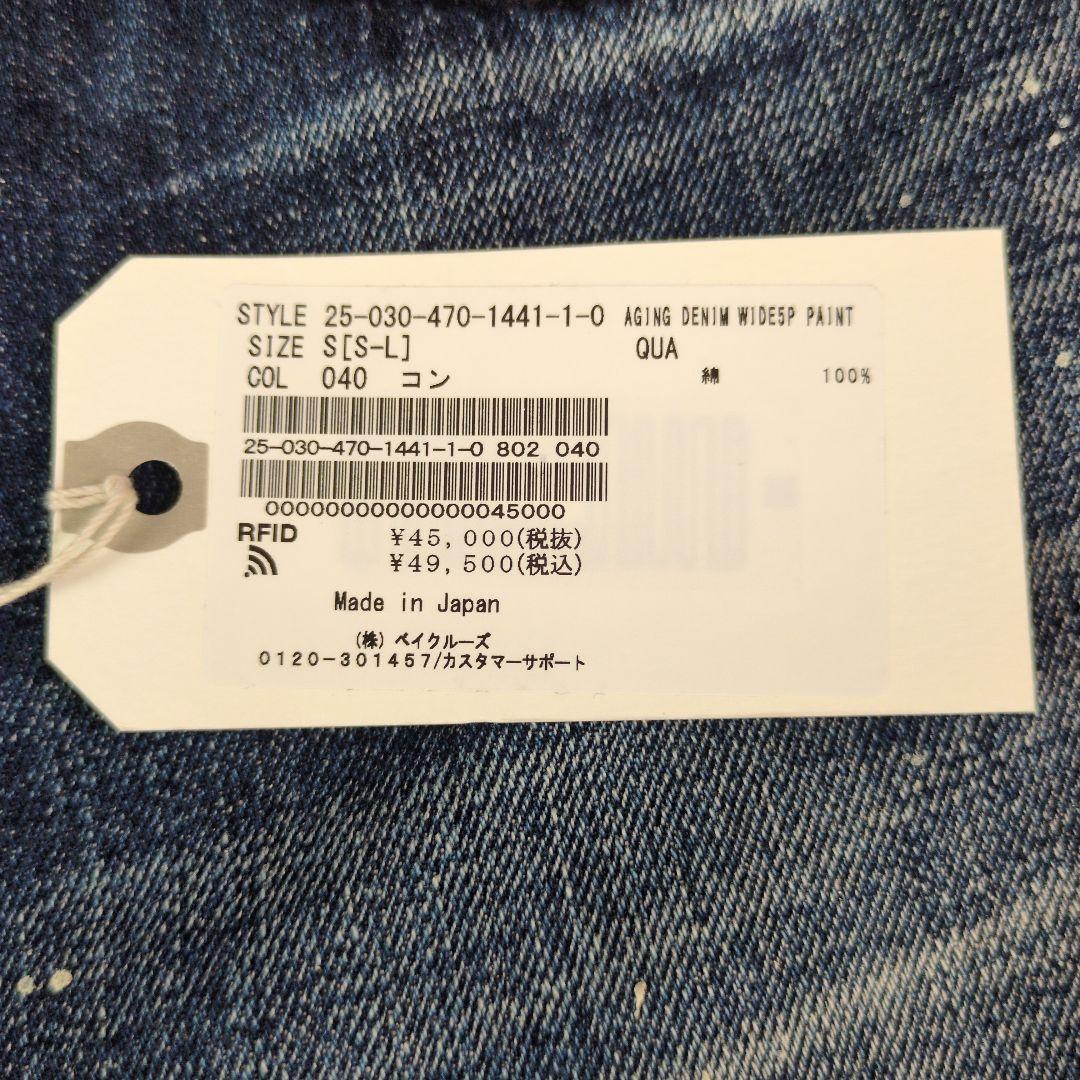 STYLE 25-030-470-1441-1-0 AGING DENIM WIDE5P PAINT
SIZE S[S-L] QUA
COL 040 コン 綿 100%
25-030-470-1441-1-0 802 040
00000000000000045000
RFID ¥45,000(税抜)
¥49,500(税込)
Made in Japan
(株)ベイクルーズ
0120-301457/カスタマーサポート